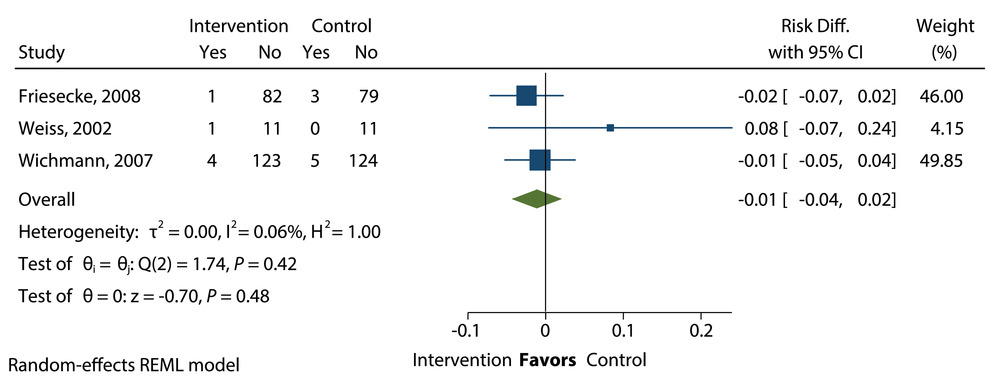 Intervention Control Risk Diff. Weight
Study Yes No Yes No with 95% CI (%)
Friesecke, 2008 1 82 3 79 -0.02 [ -0.07, 0.02] 46.00
Weiss, 2002 1 11 0 11 0.08 [ -0.07, 0.24] 4.15
Wichmann, 2007 4 123 5 124 -0.01 [ -0.05, 0.04] 49.85
Overall -0.01 [ -0.04, 0.02]
Heterogeneity: τ² = 0.00, I² = 0.06%, H² = 1.00
Test of θᵢ = θⱼ: Q(2) = 1.74, P = 0.42
Test of θ = 0: z = -0.70, P = 0.48
-0.1 0 0.1 0.2
Intervention Favors Control
Random-effects REML model